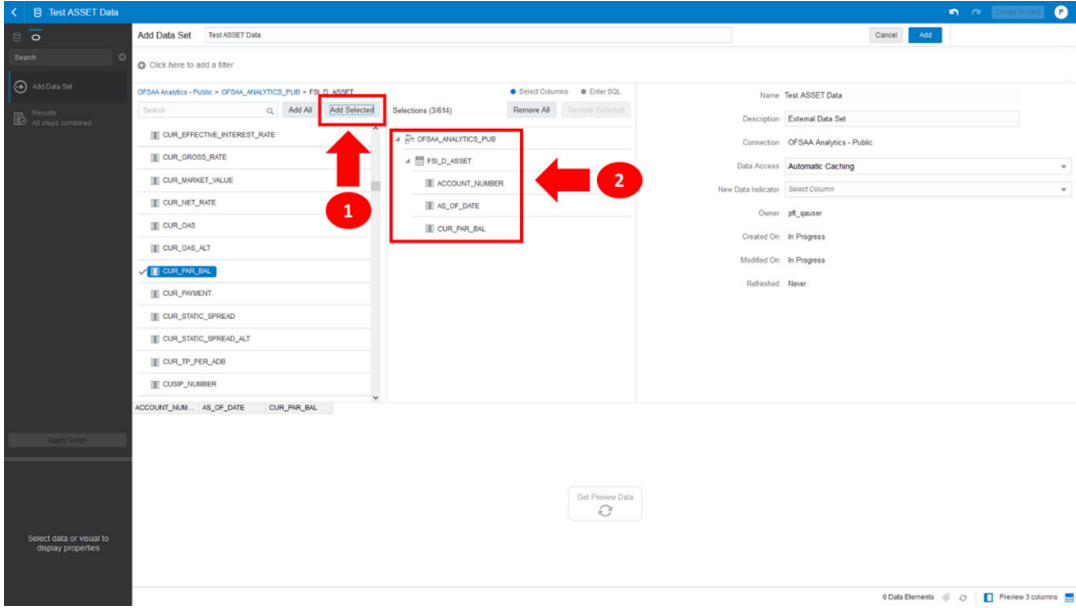 Test ASSET Data
Create Project
P
Search
Add Data Set
Results
All steps combined
Apply Script
Select data or visual to
display properties
Add Data Set
Test ASSET Data
Cancel
Add
Click here to add a filter
OFSAA Analytics - Public > OFSAA_ANALYTICS_PUB > FSI_D_ASSET
Select Columns
Enter SQL
Search
Add All
Add Selected
Selections (3/614)
Remove All
Remove Selected
CUR_EFFECTIVE_INTEREST_RATE
CUR_GROSS_RATE
CUR_MARKET_VALUE
CUR_NET_RATE
CUR_OAS
CUR_OAS_ALT
CUR_PAR_BAL
CUR_PAYMENT
CUR_STATIC_SPREAD
CUR_STATIC_SPREAD_ALT
CUR_TP_PER_ADB
CUSIP_NUMBER
1
OFSAA_ANALYTICS_PUB
FSI_D_ASSET
ACCOUNT_NUMBER
AS_OF_DATE
CUR_PAR_BAL
2
Name Test ASSET Data
Description External Data Set
Connection OFSAA Analytics - Public
Data Access Automatic Caching
New Data Indicator Select Column
Owner pft_qauser
Created On In Progress
Modified On In Progress
Refreshed Never
ACCOUNT_NUM... AS_OF_DATE CUR_PAR_BAL
Get Preview Data
0 Data Elements
Preview 3 columns